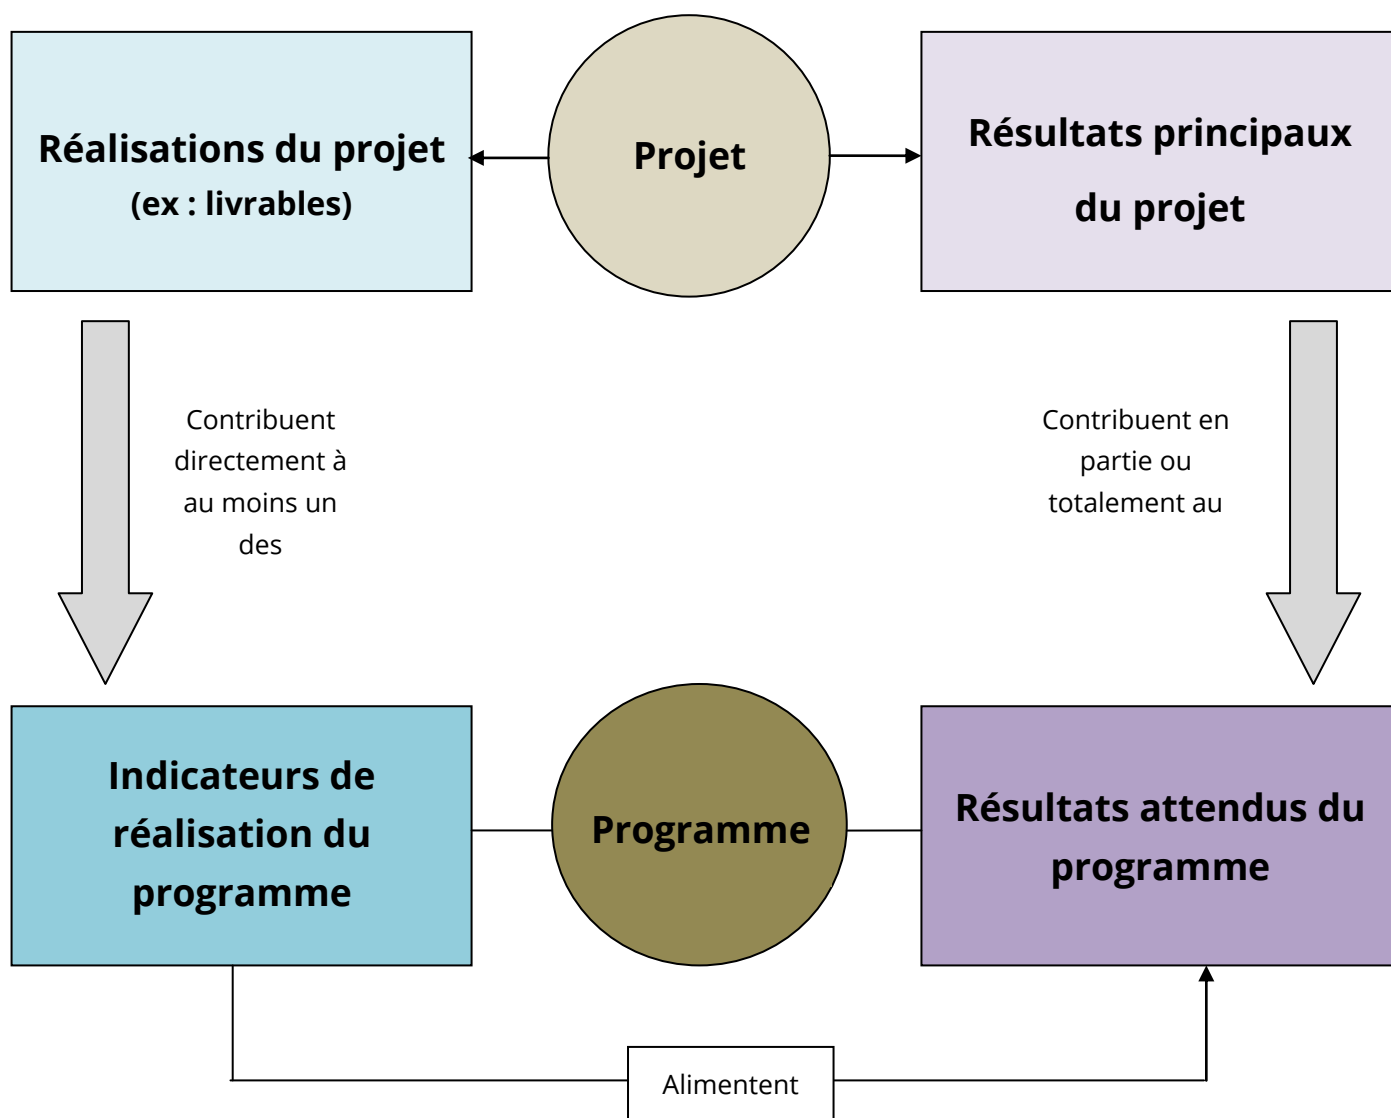 Réalisations du projet
(ex : livrables)
Projet
Résultats principaux
du projet
Contribuent
directement à
au moins un
des
Contribuent en
partie ou
totalement au
Indicateurs de
réalisation du
programme
Programme
Résultats attendus du
programme
Alimentent